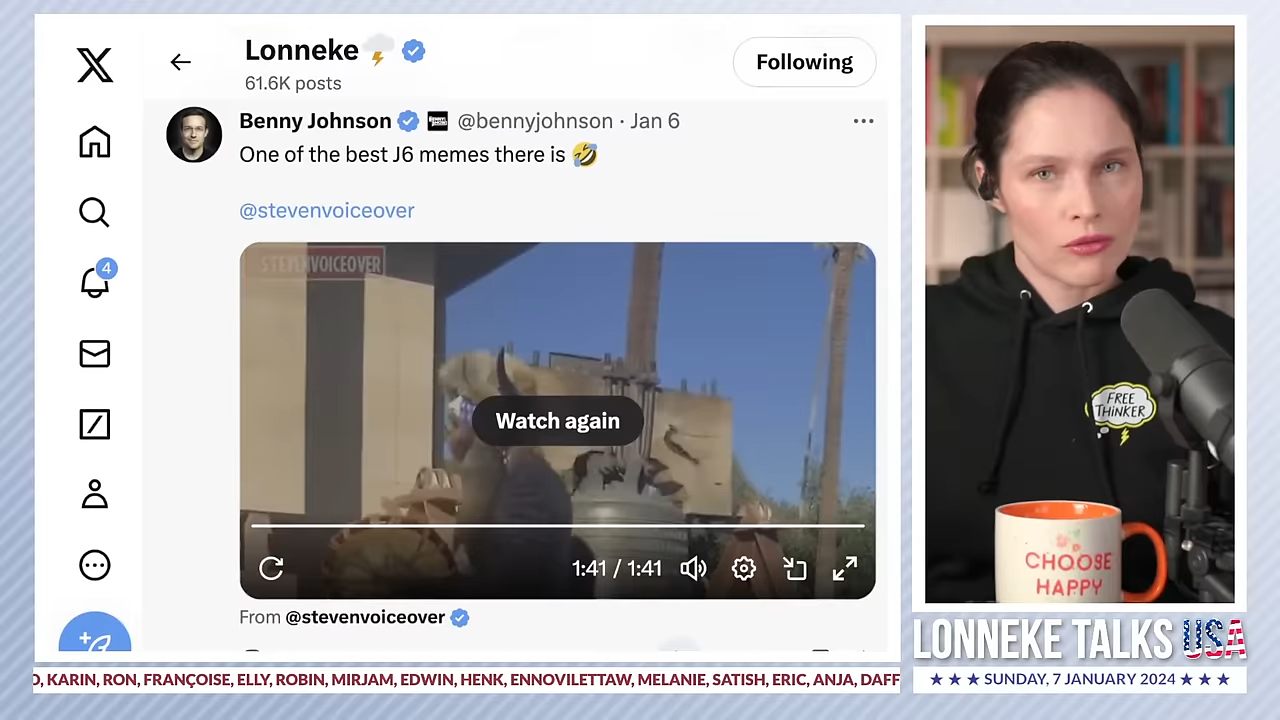 Lonneke
61.6K posts
Following
Benny Johnson @bennyjohnson · Jan 6
One of the best J6 memes there is 🤣
@stevenvoiceover
STEVENVOICEOVER
Watch again
1:41 / 1:41
From @stevenvoiceover
4
FREE
THINKER
CHOOSE
HAPPY
LONNEKE TALKS USA
★ ★ ★ SUNDAY, 7 JANUARY 2024 ★ ★ ★
O, KARIN, RON, FRANÇOISE, ELLY, ROBIN, MIRJAM, EDWIN, HENK, ENNOVILETTAW, MELANIE, SATISH, ERIC, ANJA, DAFF